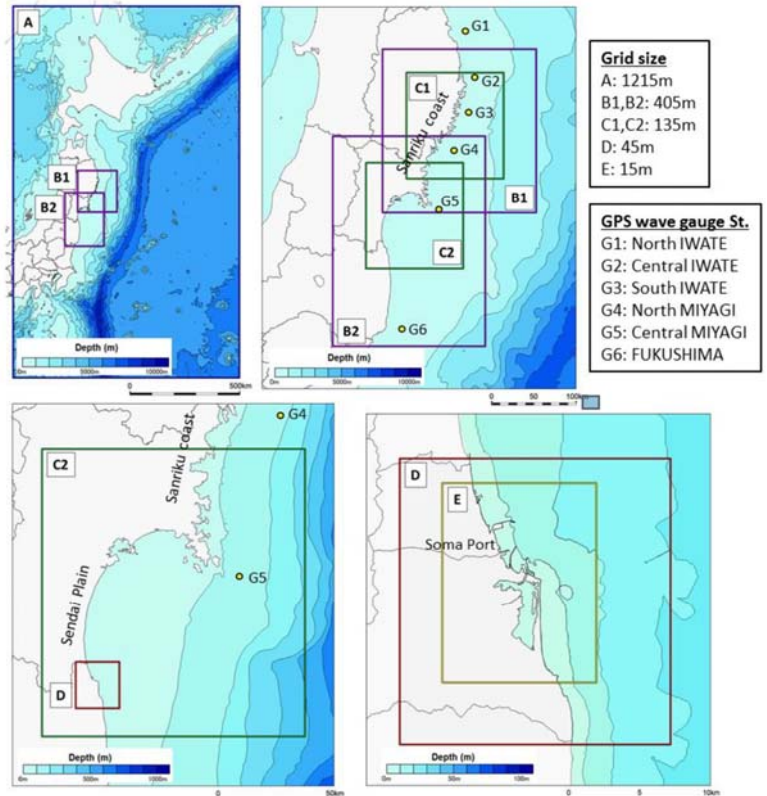 A
B1
B2
Depth (m)
0m 5000m 10000m
0 500km
G1
C1
G2
G3
Sanriku coast
G4
G5
B1
C2
B2
G6
Depth (m)
0m 5000m 10000m
0 50 100km
Grid size
A: 1215m
B1,B2: 405m
C1,C2: 135m
D: 45m
E: 15m
GPS wave gauge St.
G1: North IWATE
G2: Central IWATE
G3: South IWATE
G4: North MIYAGI
G5: Central MIYAGI
G6: FUKUSHIMA
G4
Sanriku coast
C2
G5
Sendai Plain
D
Depth (m)
0m 500m 1000m
0 50km
D
E
Soma Port
Depth (m)
0m 50m 100m
0 5 10km